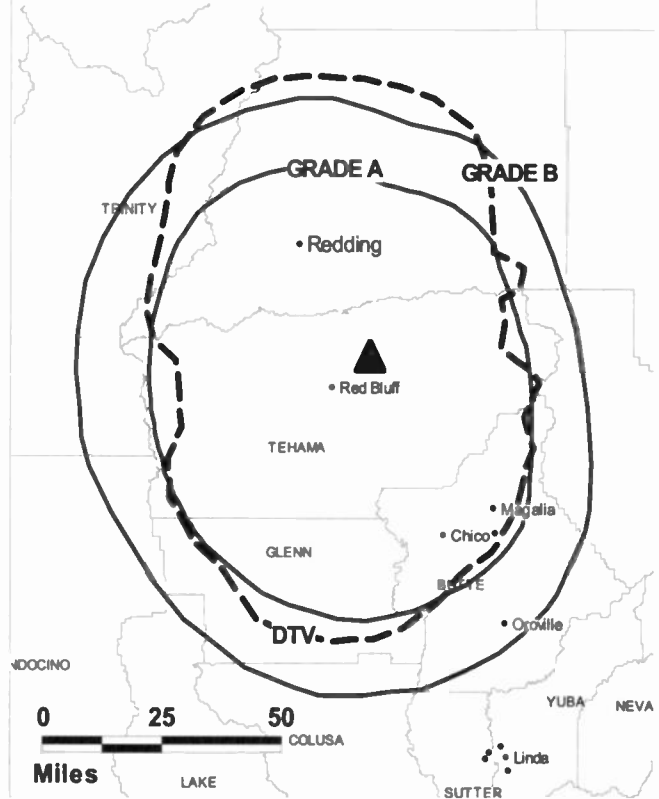 GRADE A
GRADE B
TRINITY
Redding
Red Bluff
TEHAMA
Magalia
Chico
GLENN
BUTTE
Oroville
DTV
NDOCINO
YUBA
NEVA
0 25 50
COLUSA
Miles
Linda
LAKE
SUTTER